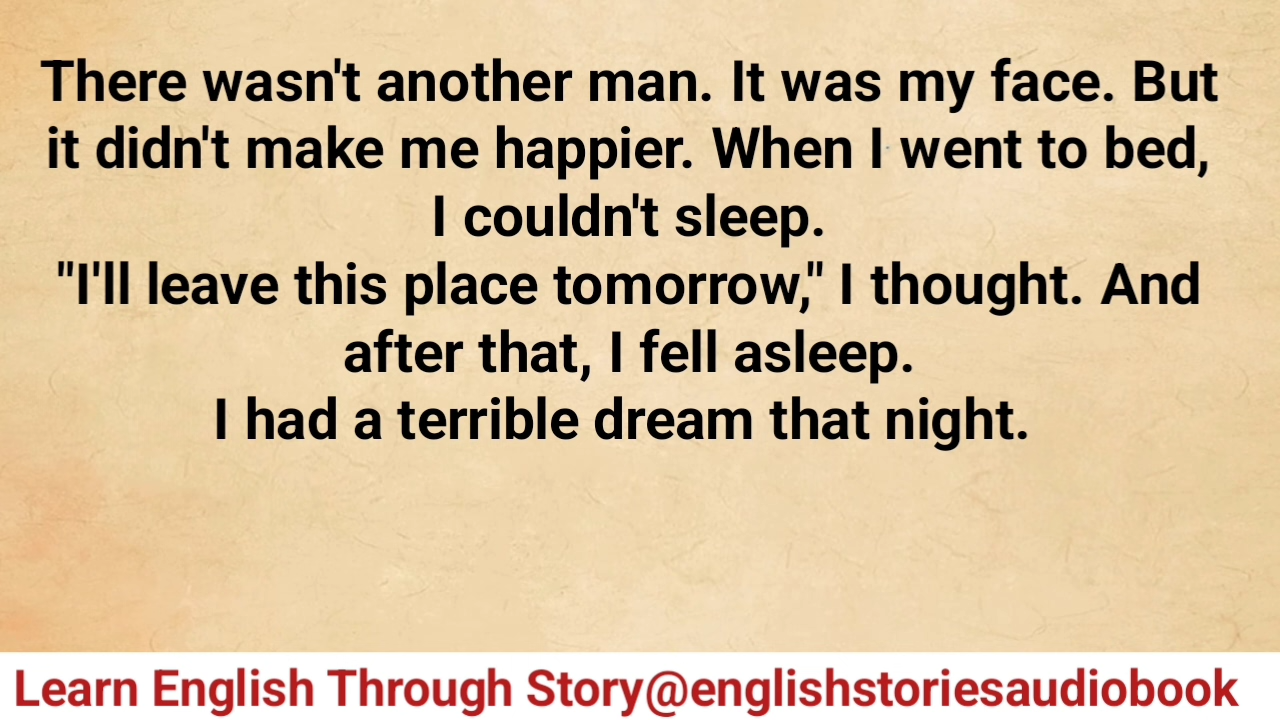 There wasn't another man. It was my face. But
it didn't make me happier. When I went to bed,
I couldn't sleep.
"I'll leave this place tomorrow," I thought. And
after that, I fell asleep.
I had a terrible dream that night.
Learn English Through Story@englishstoriesaudiobook